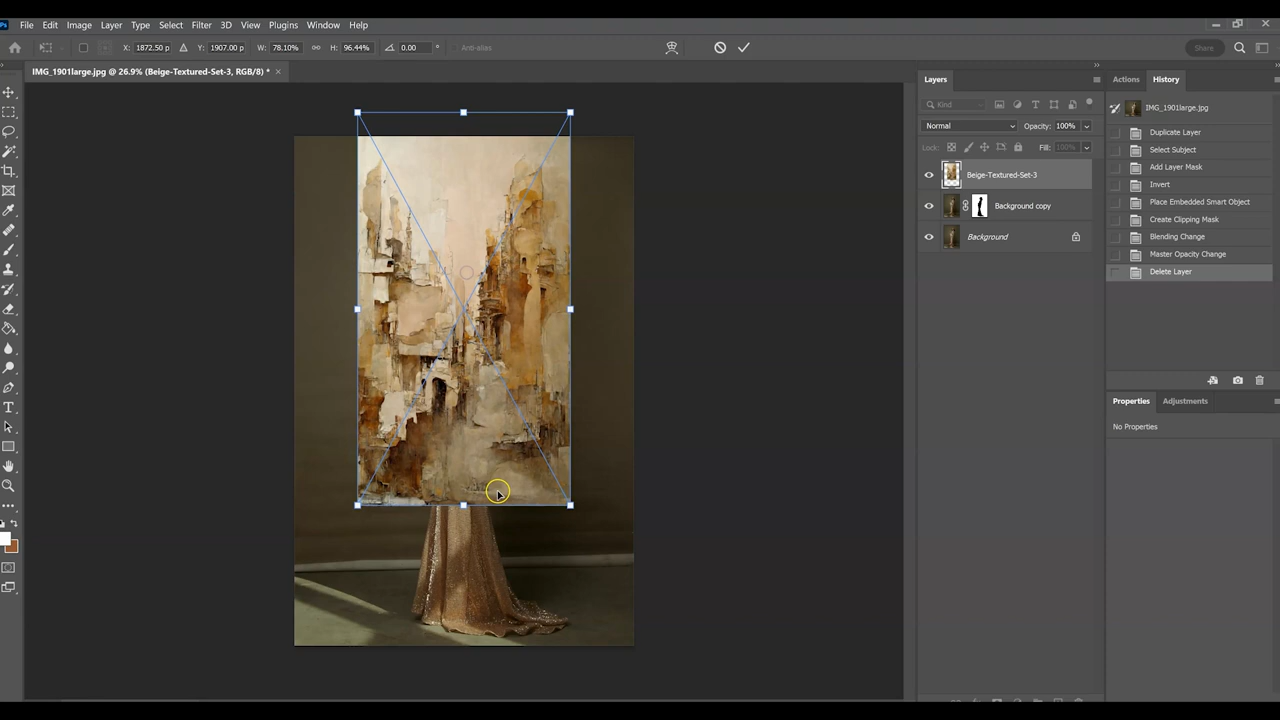 Ps File Edit Image Layer Type Select Filter 3D View Plugins Window Help
X: 1872.50 p Y: 1907.00 p W: 78.10% H: 96.44% 0.00 ° Anti-alias Share
IMG_1901large.jpg @ 26.9% (Beige-Textured-Set-3, RGB/8) * ×
Layers
Kind
Normal Opacity: 100%
Lock: Fill: 100%
Beige-Textured-Set-3
Background copy
Background
Actions History
IMG_1901large.jpg
Duplicate Layer
Select Subject
Add Layer Mask
Invert
Place Embedded Smart Object
Create Clipping Mask
Blending Change
Master Opacity Change
Delete Layer
Properties Adjustments
No Properties